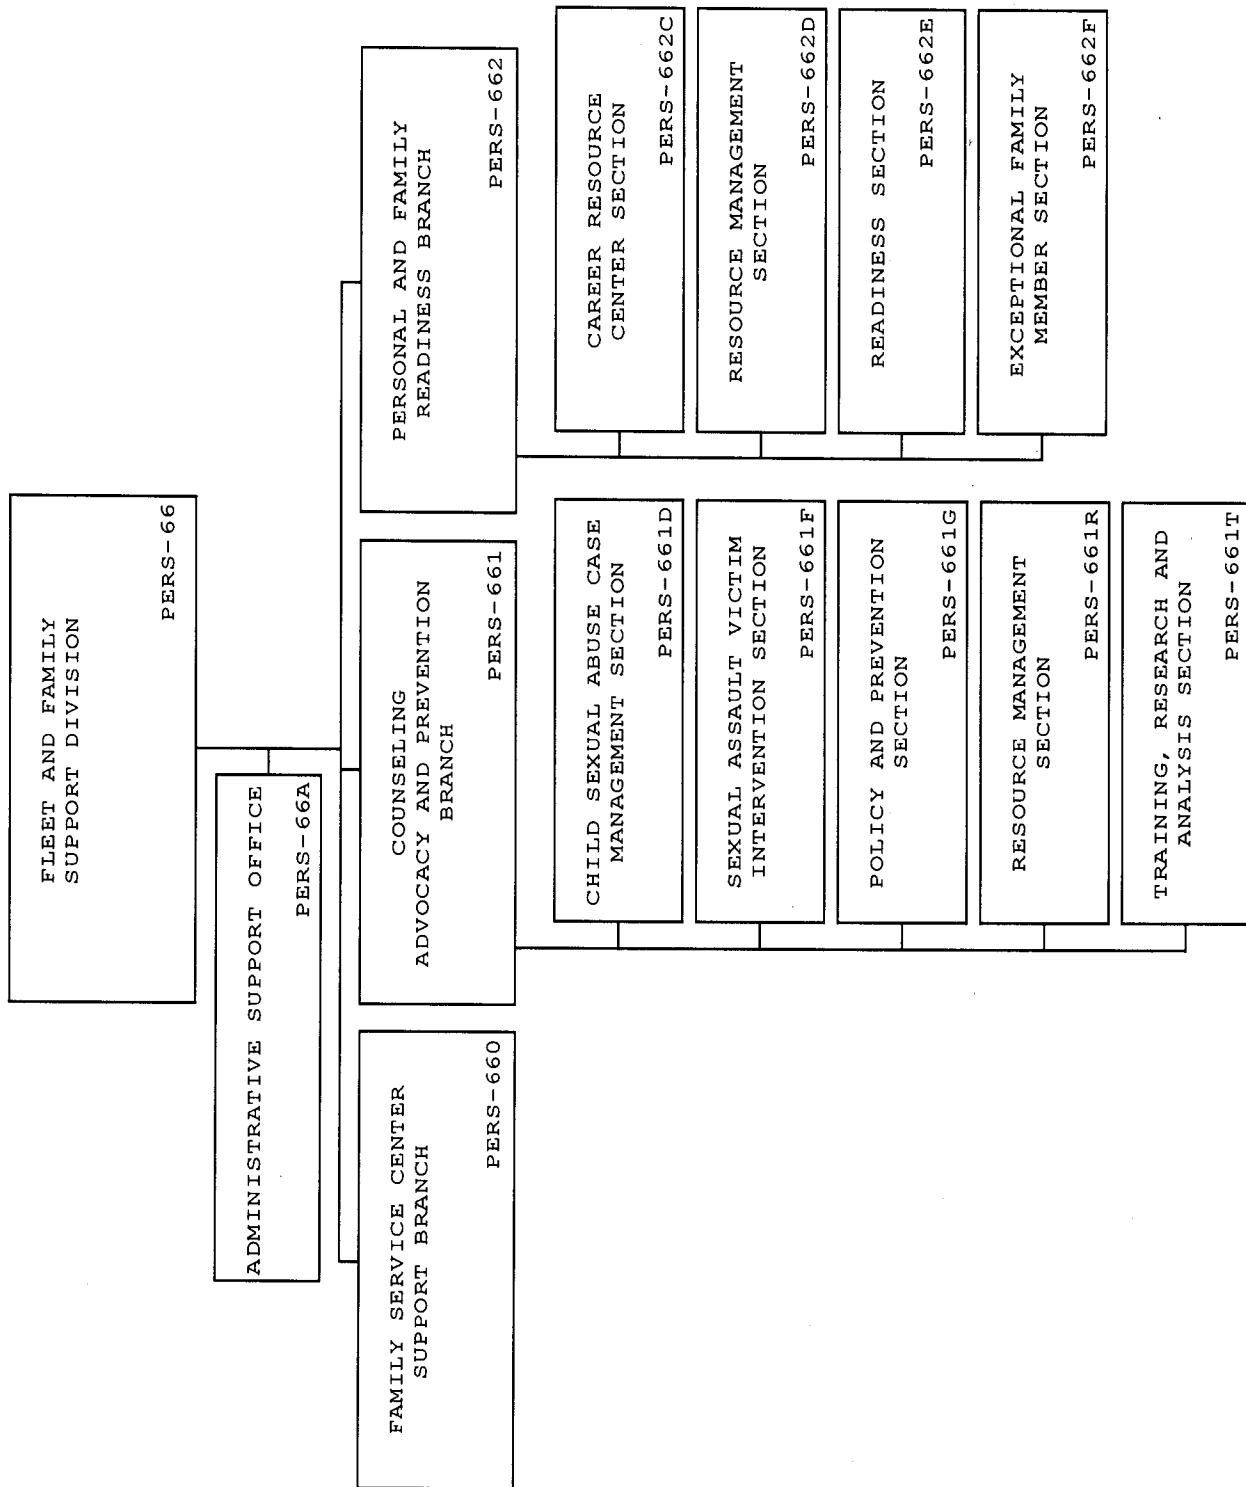 FLEET AND FAMILY
SUPPORT DIVISION
PERS-66
ADMINISTRATIVE SUPPORT OFFICE
PERS-66A
FAMILY SERVICE CENTER
SUPPORT BRANCH
PERS-660
COUNSELING
ADVOCACY AND PREVENTION
BRANCH
PERS-661
PERSONAL AND FAMILY
READINESS BRANCH
PERS-662
CHILD SEXUAL ABUSE CASE
MANAGEMENT SECTION
PERS-661D
SEXUAL ASSAULT VICTIM
INTERVENTION SECTION
PERS-661F
POLICY AND PREVENTION
SECTION
PERS-661G
RESOURCE MANAGEMENT
SECTION
PERS-661R
TRAINING, RESEARCH AND
ANALYSIS SECTION
PERS-661T
CAREER RESOURCE
CENTER SECTION
PERS-662C
RESOURCE MANAGEMENT
SECTION
PERS-662D
READINESS SECTION
PERS-662E
EXCEPTIONAL FAMILY
MEMBER SECTION
PERS-662F